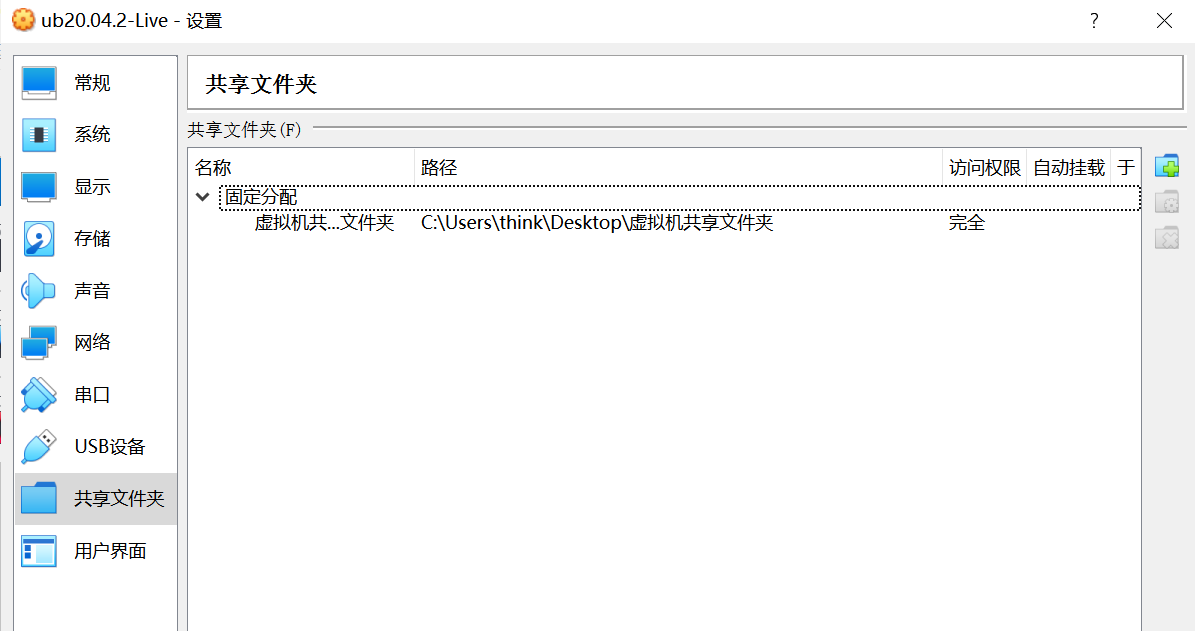 ub20.04.2-Live - 设置
?
常规
系统
显示
存储
声音
网络
串口
USB设备
共享文件夹
用户界面
共享文件夹
共享文件夹(F)
名称 路径 访问权限 自动挂载 于
固定分配
虚拟机共...文件夹 C:\Users\think\Desktop\虚拟机共享文件夹 完全